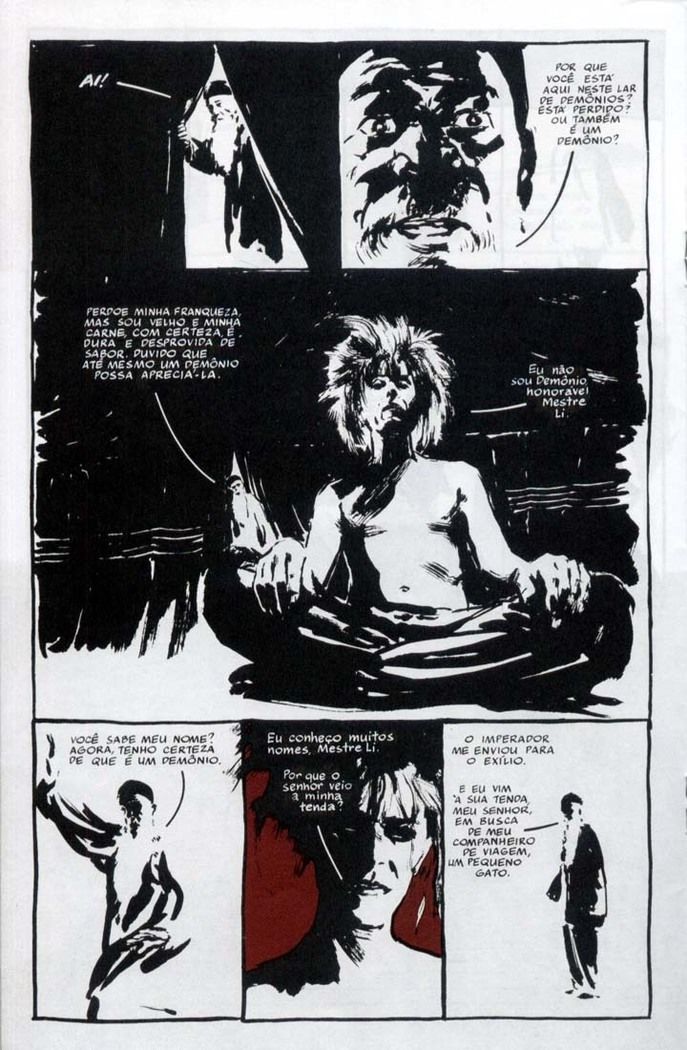 AI!
POR QUE
VOCÊ ESTÁ
AQUI NESTE LAR
DE DEMÔNIOS?
ESTÁ PERDIDO?
OU TAMBÉM
É UM
DEMÔNIO?
PERDOE MINHA FRANQUEZA,
MAS SOU VELHO E MINHA
CARNE, COM CERTEZA, É
DURA E DESPROVIDA DE
SABOR. DUVIDO QUE
ATÉ MESMO UM DEMÔNIO
POSSA APRECIÁ-LA.
Eu não
sou Demônio,
honorável
Mestre
Li.
VOCÊ SABE MEU NOME?
AGORA, TENHO CERTEZA
DE QUE É UM DEMÔNIO.
Eu conheço muitos
nomes, Mestre Li.
Por que o
senhor veio
a minha
tenda?
O IMPERADOR
ME ENVIOU PARA
O EXÍLIO.
E EU VIM
À SUA TENDA,
MEU SENHOR,
EM BUSCA
DE MEU
COMPANHEIRO
DE VIAGEM,
UM PEQUENO
GATO.